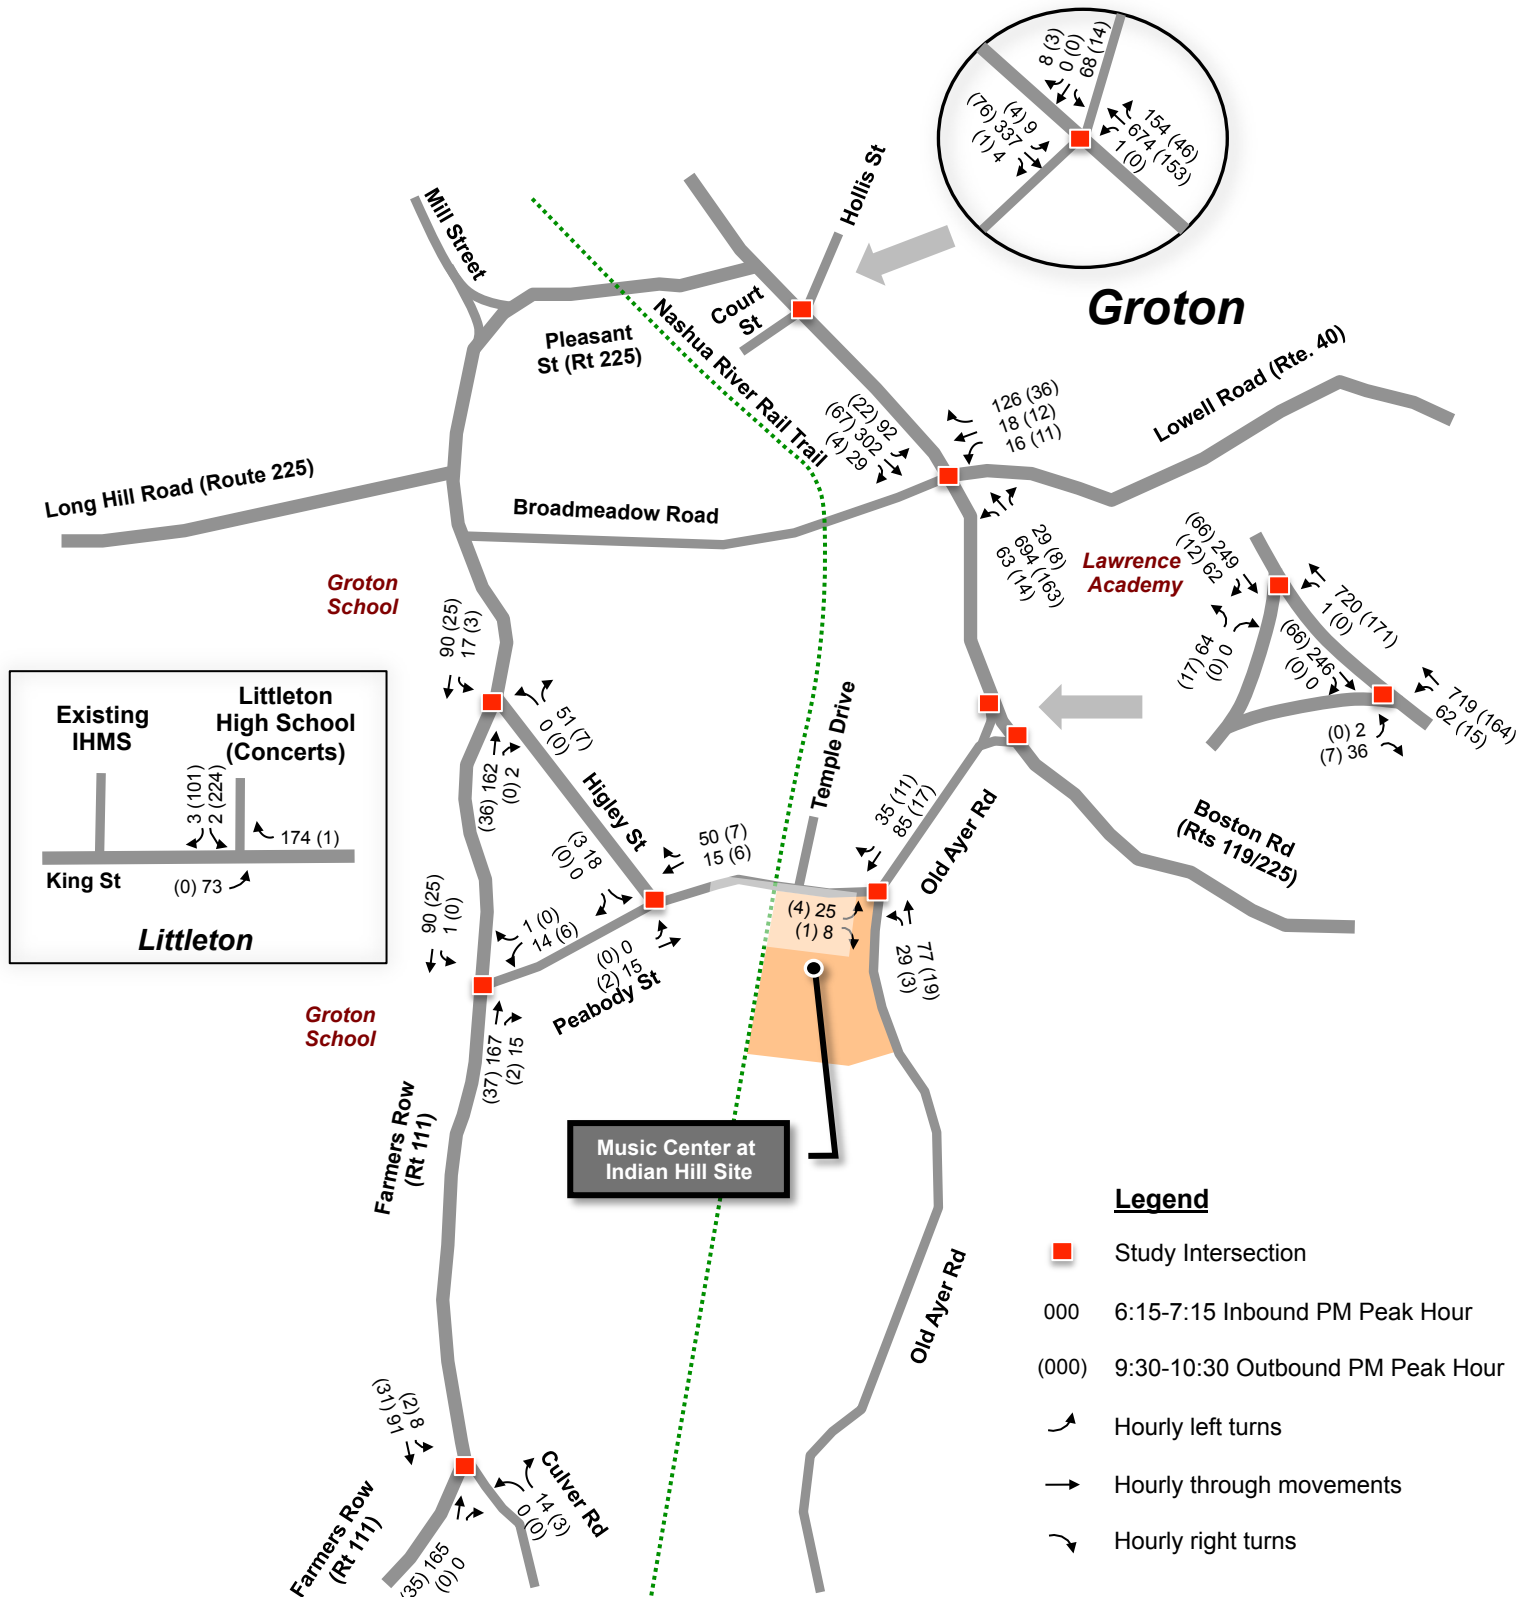 8 (3)
0 (0)
68 (14)
(4) 9
(76) 337
(1) 4
154 (46)
674 (153)
1 (0)
Groton
Hollis St
Mill Street
Court
St
Pleasant
St (Rt 225)
Nashua River Rail Trail
(22) 92
(67) 302
(4) 29
126 (36)
18 (12)
16 (11)
Lowell Road (Rte. 40)
Long Hill Road (Route 225)
Broadmeadow Road
29 (8)
694 (163)
63 (14)
Lawrence
Academy
(66) 249
(12) 62
720 (171)
1 (0)
(17) 64
(0) 0
(66) 246
(0) 0
719 (164)
62 (15)
(0) 2
(7) 36
Groton
School
90 (25)
17 (3)
51 (7)
0 (0)
(36) 162
(0) 2
Higley St
(3 18
(0) 0
50 (7)
15 (6)
Temple Drive
35 (11)
85 (17)
Old Ayer Rd
Boston Rd
(Rts 119/225)
Existing
IHMS
Littleton
High School
(Concerts)
3 (101)
2 (224)
174 (1)
King St
(0) 73
Littleton
90 (25)
1 (0)
1 (0)
14 (6)
(0) 0
(2) 15
Peabody St
(4) 25
(1) 8
77 (19)
29 (3)
Groton
School
(37) 167
(2) 15
Farmers Row
(Rt 111)
Music Center at
Indian Hill Site
Old Ayer Rd
(2) 8
(31) 91
Culver Rd
14 (3)
0 (0)
Farmers Row
(Rt 111)
(35) 165
(0) 0
Legend
Study Intersection
000 6:15-7:15 Inbound PM Peak Hour
(000) 9:30-10:30 Outbound PM Peak Hour
Hourly left turns
Hourly through movements
Hourly right turns